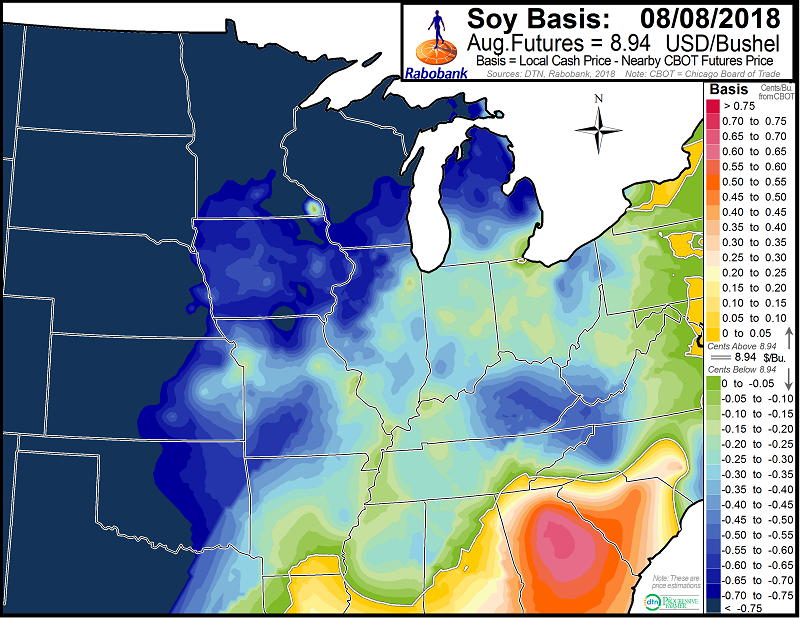 Soy Basis: 08/08/2018
Aug.Futures = 8.94 USD/Bushel
Basis = Local Cash Price - Nearby CBOT Futures Price
Sources: DTN, Rabobank, 2018 Note: CBOT = Chicago Board of Trade
Rabobank
N
Basis Cents/Bu. from CBOT
> 0.75
0.70 to 0.75
0.65 to 0.70
0.60 to 0.65
0.55 to 0.60
0.50 to 0.55
0.45 to 0.50
0.40 to 0.45
0.35 to 0.40
0.30 to 0.35
0.25 to 0.30
0.20 to 0.25
0.15 to 0.20
0.10 to 0.15
0.05 to 0.10
0 to 0.05
Cents Above 8.94
8.94 $/Bu.
Cents Below 8.94
0 to -0.05
-0.05 to -0.10
-0.10 to -0.15
-0.15 to -0.20
-0.20 to -0.25
-0.25 to -0.30
-0.30 to -0.35
-0.35 to -0.40
-0.40 to -0.45
-0.45 to -0.50
-0.50 to -0.55
-0.55 to -0.60
-0.60 to -0.65
-0.65 to -0.70
-0.70 to -0.75
< -0.75
Note: These are
price estimations
dtn PROGRESSIVE
FARMER